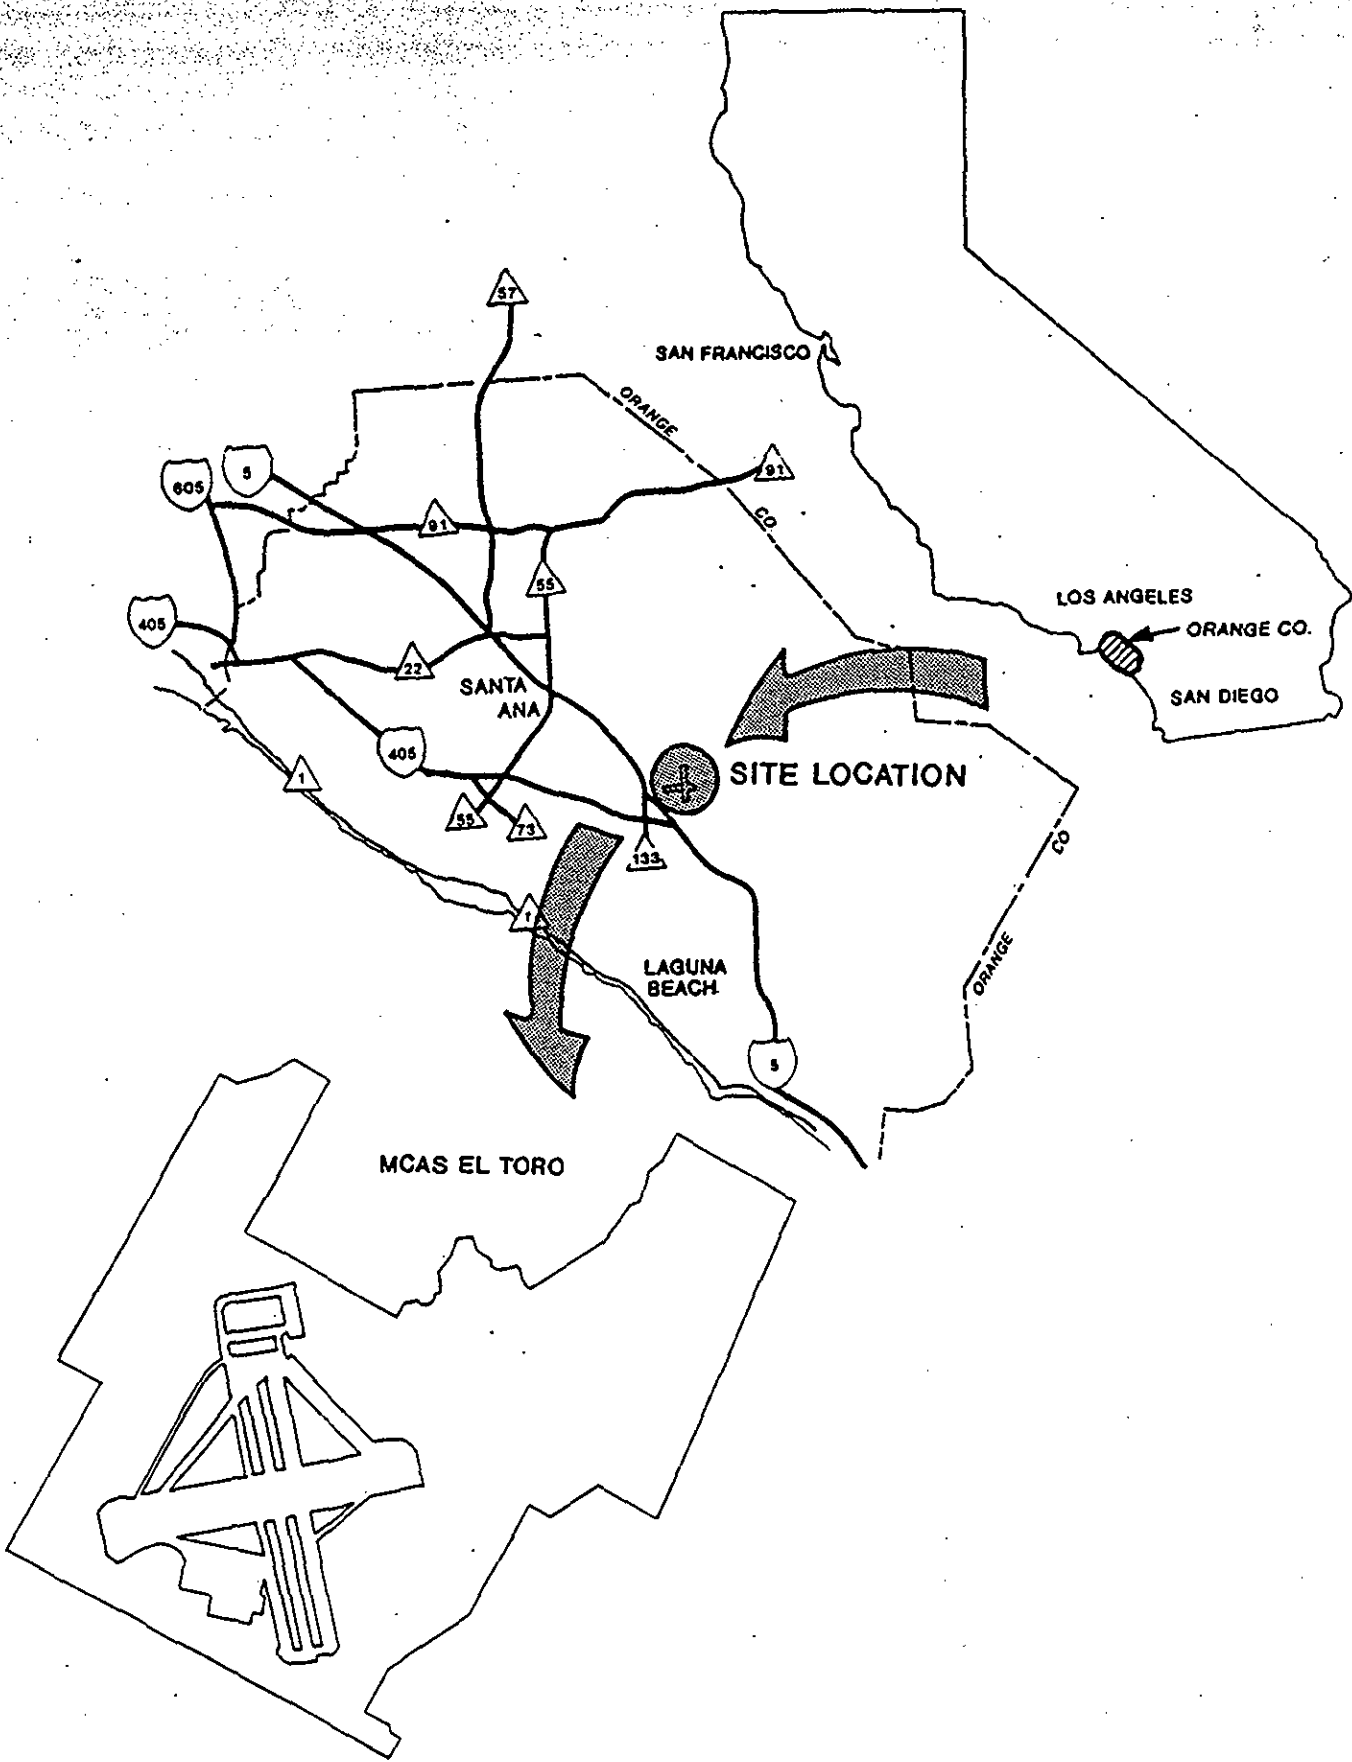 57
SAN FRANCISCO
ORANGE
CO.
5
605
91
91
55
405
LOS ANGELES
ORANGE CO.
SAN DIEGO
22
SANTA
ANA
405
1
SITE LOCATION
55
73
133
CO
ORANGE
1
LAGUNA
BEACH
5
MCAS EL TORO